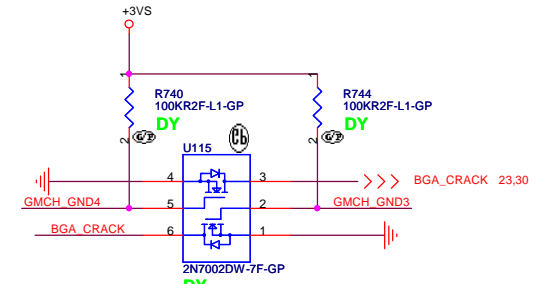 +3VS
1
1
R740
100KR2F-L1-GP
DY
R744
100KR2F-L1-GP
DY
2
G/P
2
G/P
U115
4
3
BGA_CRACK 23,30
GMCH_GND4
5
2
GMCH_GND3
BGA_CRACK
6
1
2N7002DW-7F-GP
DY